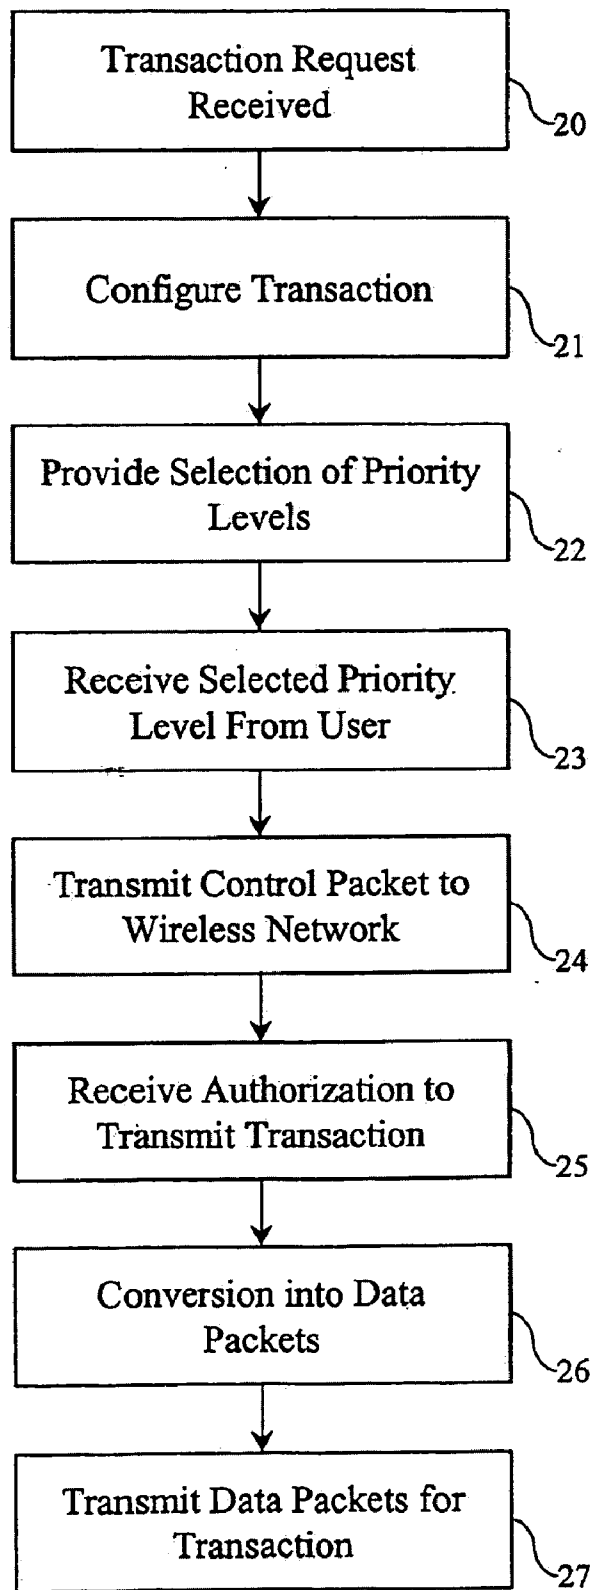 Transaction Request
Received
20
Configure Transaction
21
Provide Selection of Priority
Levels
22
Receive Selected Priority
Level From User
23
Transmit Control Packet to
Wireless Network
24
Receive Authorization to
Transmit Transaction
25
Conversion into Data
Packets
26
Transmit Data Packets for
Transaction
27